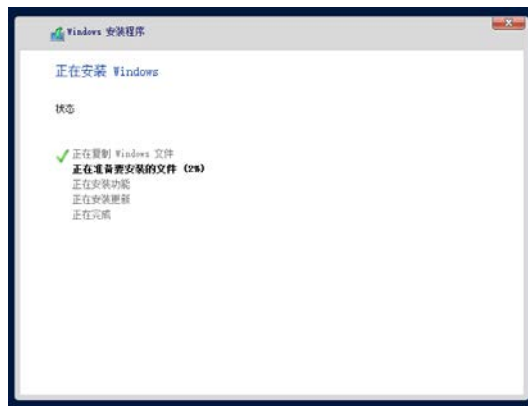 Windows 安装程序
正在安装 Windows
状态
正在复制 Windows 文件
正在准备要安装的文件 (2%)
正在安装功能
正在安装更新
正在完成